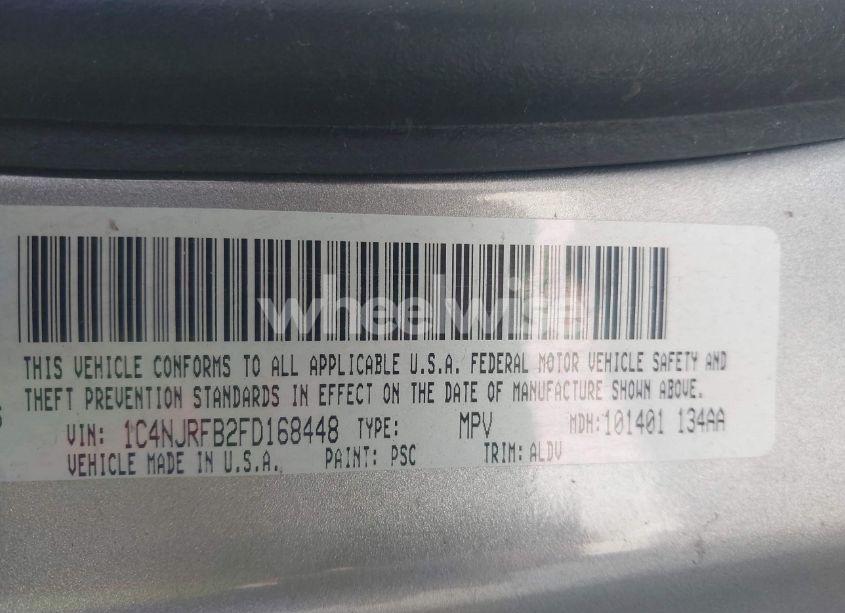 wheelwise
THIS VEHICLE CONFORMS TO ALL APPLICABLE U.S.A. FEDERAL MOTOR VEHICLE SAFETY AND
THEFT PREVENTION STANDARDS IN EFFECT ON THE DATE OF MANUFACTURE SHOWN ABOVE.
VIN: 1C4NJRFB2FD168448 TYPE: MPV MDH:101401 134AA
VEHICLE MADE IN U.S.A. PAINT: PSC TRIM: ALDV